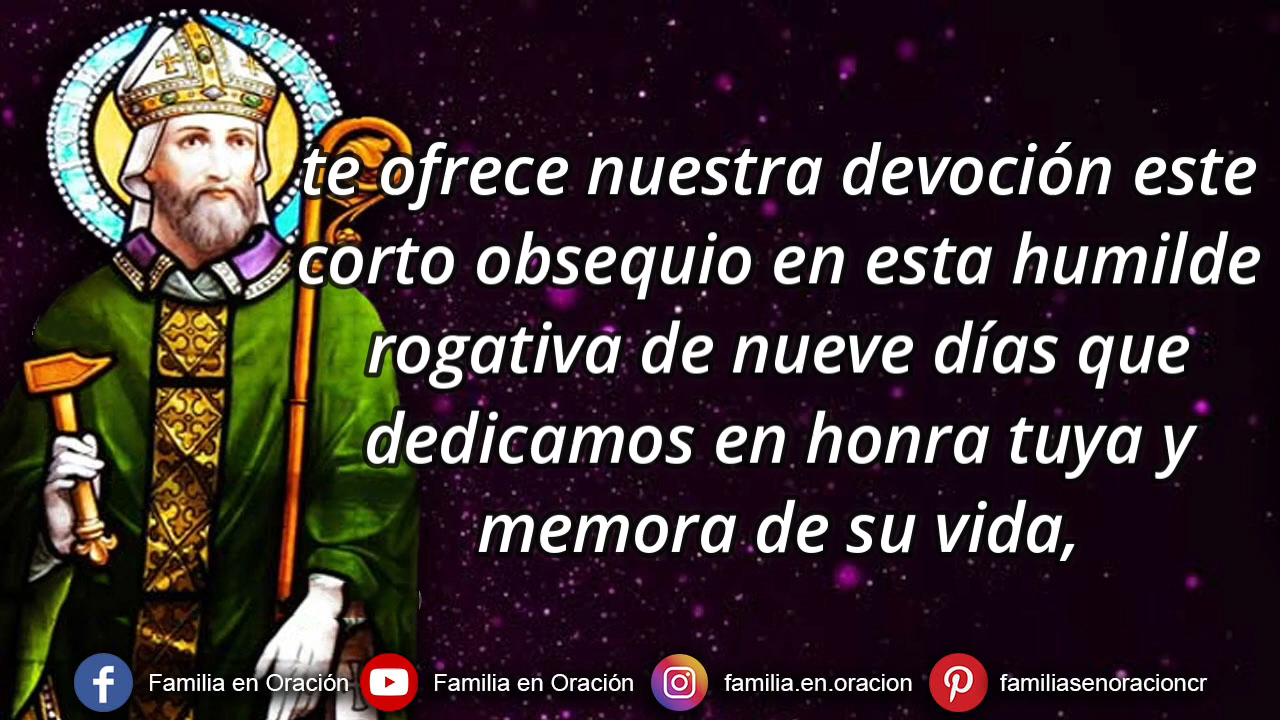 te ofrece nuestra devoción este
corto obsequio en esta humilde
rogativa de nueve días que
dedicamos en honra tuya y
memora de su vida,
Familia en Oración
Familia en Oración
familia.en.oracion
familiasenoracioncr